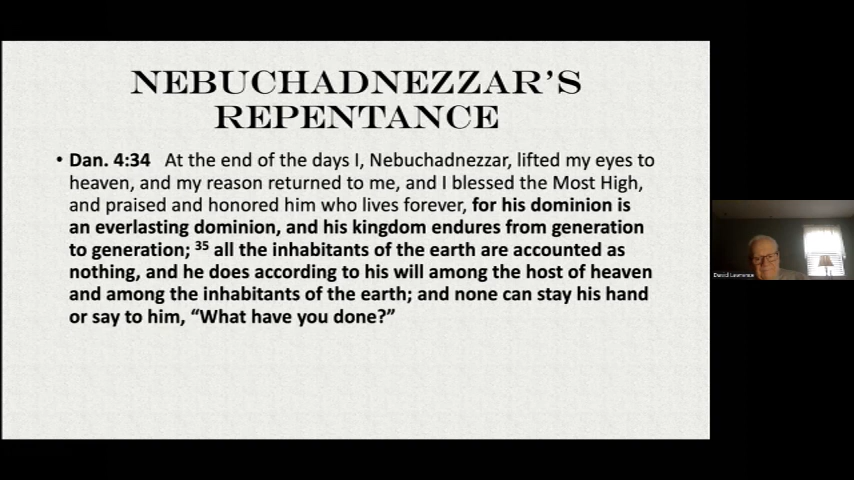 NEBUCHADNEZZAR'S
REPENTANCE
• Dan. 4:34 At the end of the days I, Nebuchadnezzar, lifted my eyes to
heaven, and my reason returned to me, and I blessed the Most High,
and praised and honored him who lives forever, for his dominion is
an everlasting dominion, and his kingdom endures from generation
to generation; 35 all the inhabitants of the earth are accounted as
nothing, and he does according to his will among the host of heaven
and among the inhabitants of the earth; and none can stay his hand
or say to him, “What have you done?”
David Lawrence